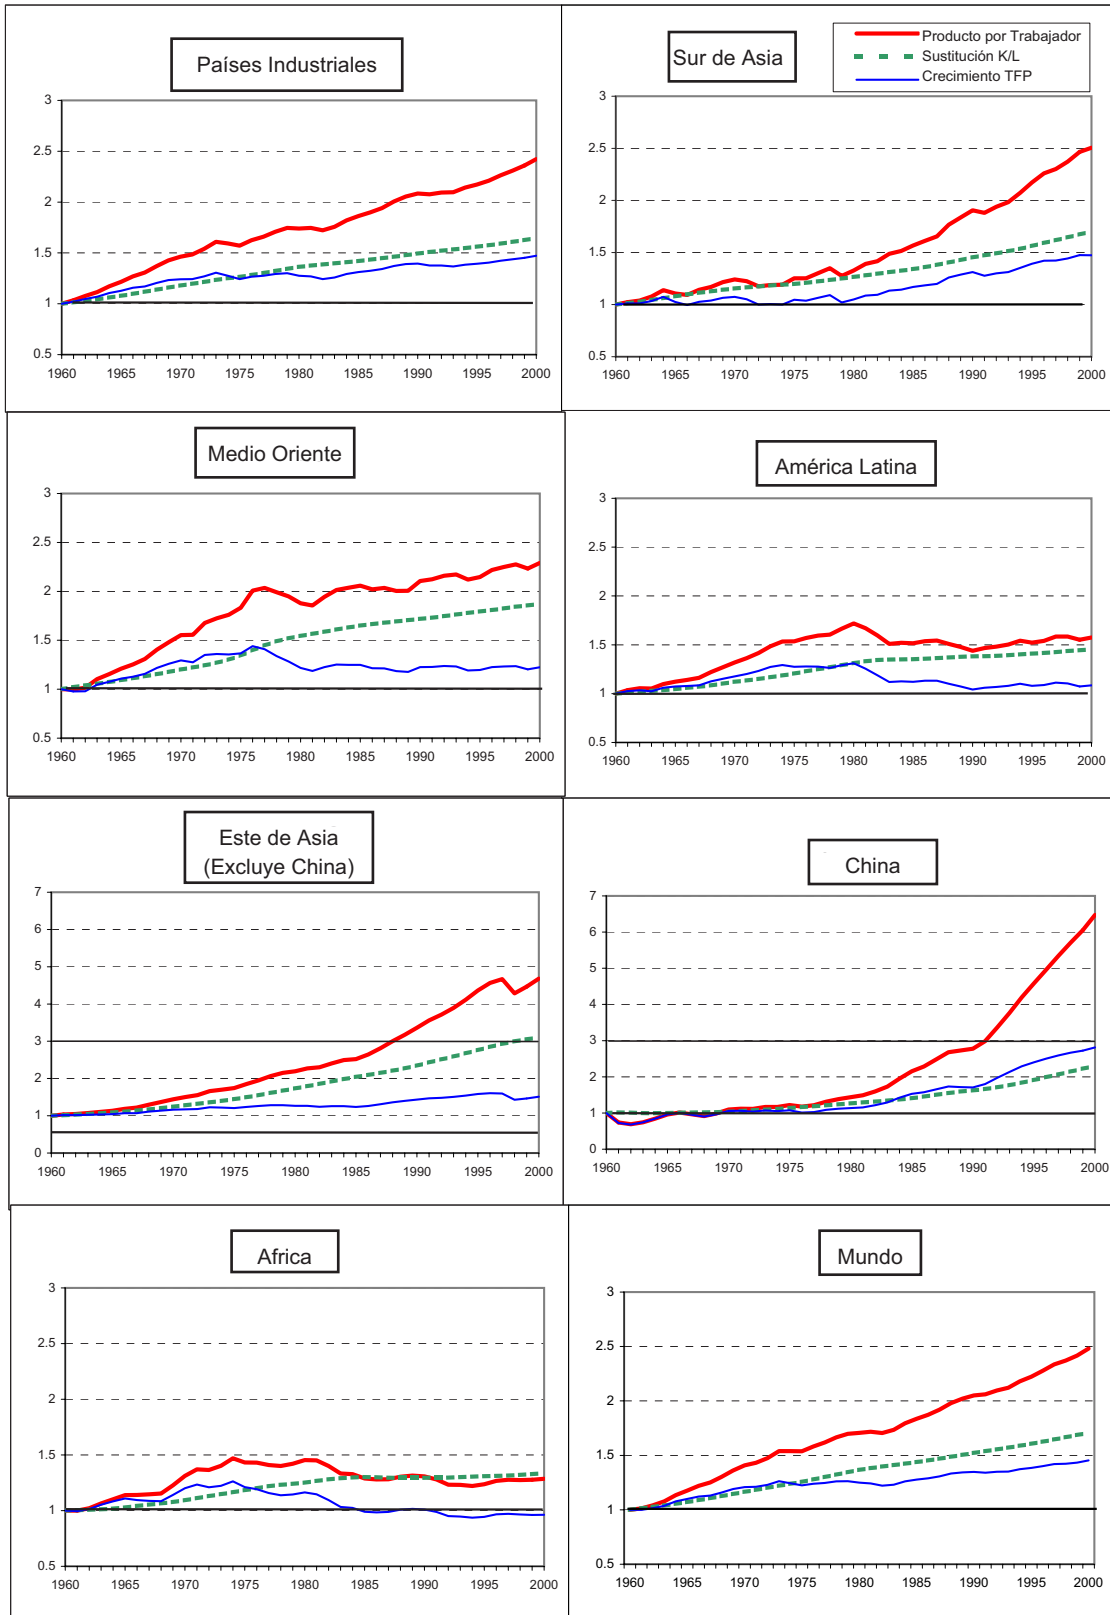 Países Industriales
3
2.5
2
1.5
1
0.5
1960 1965 1970 1975 1980 1985 1990 1995 2000
Sur de Asia
Producto por Trabajador
Sustitución K/L
Crecimiento TFP
3
2.5
2
1.5
1
0.5
1960 1965 1970 1975 1980 1985 1990 1995 2000
Medio Oriente
3
2.5
2
1.5
1
0.5
1960 1965 1970 1975 1980 1985 1990 1995 2000
América Latina
3
2.5
2
1.5
1
0.5
1960 1965 1970 1975 1980 1985 1990 1995 2000
Este de Asia
(Excluye China)
7
6
5
4
3
2
1
0
1960 1965 1970 1975 1980 1985 1990 1995 2000
China
7
6
5
4
3
2
1
0
1960 1965 1970 1975 1980 1985 1990 1995 2000
Africa
3
2.5
2
1.5
1
0.5
1960 1965 1970 1975 1980 1985 1990 1995 2000
Mundo
3
2.5
2
1.5
1
0.5
1960 1965 1970 1975 1980 1985 1990 1995 2000